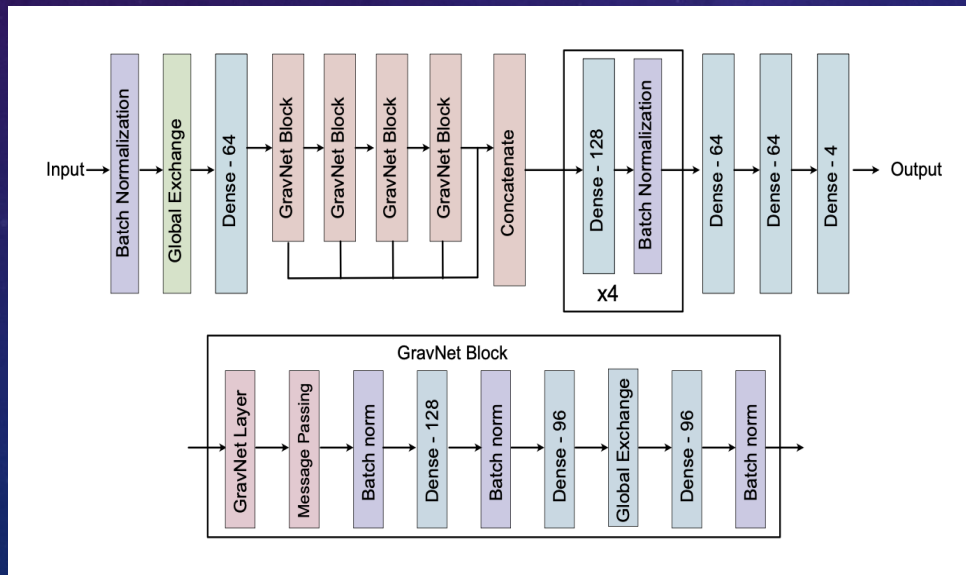 Input
Batch Normalization
Global Exchange
Dense - 64
GravNet Block
GravNet Block
GravNet Block
GravNet Block
Concatenate
Dense - 128
Batch Normalization
x4
Dense - 64
Dense - 64
Dense - 4
Output
GravNet Block
GravNet Layer
Message Passing
Batch norm
Dense - 128
Batch norm
Dense - 96
Global Exchange
Dense - 96
Batch norm